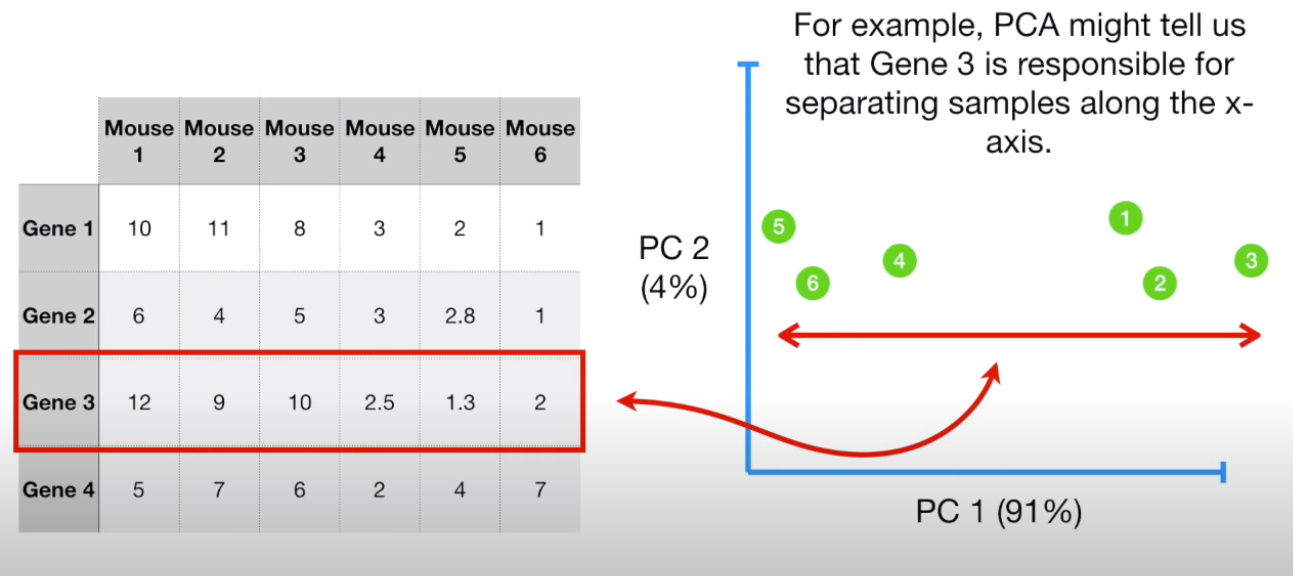 For example, PCA might tell us
that Gene 3 is responsible for
separating samples along the x-
axis.
Mouse Mouse Mouse Mouse Mouse Mouse
1 2 3 4 5 6
Gene 1 10 11 8 3 2 1
Gene 2 6 4 5 3 2.8 1
Gene 3 12 9 10 2.5 1.3 2
Gene 4 5 7 6 2 4 7
PC 2
(4%)
5
6
4
1
2
3
PC 1 (91%)